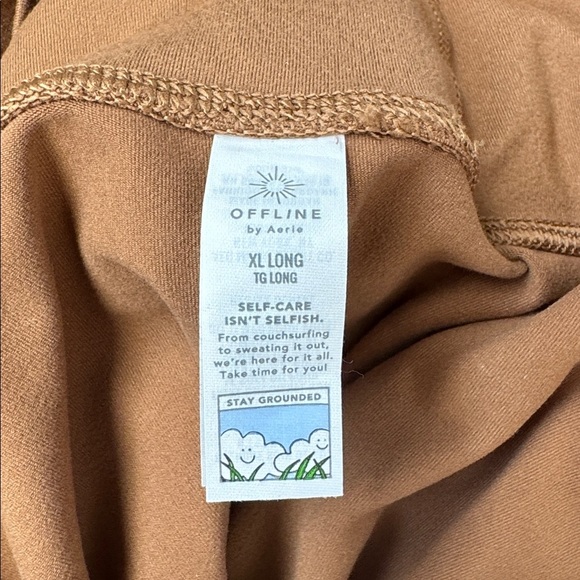 OFFLINE
by Aerie
XL LONG
TG LONG
SELF-CARE
ISN'T SELFISH.
From couchsurfing
to sweating it out,
we're here for it all.
Take time for you!
STAY GROUNDED